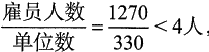 雇员人数/单位数 = 1270/330 < 4人,